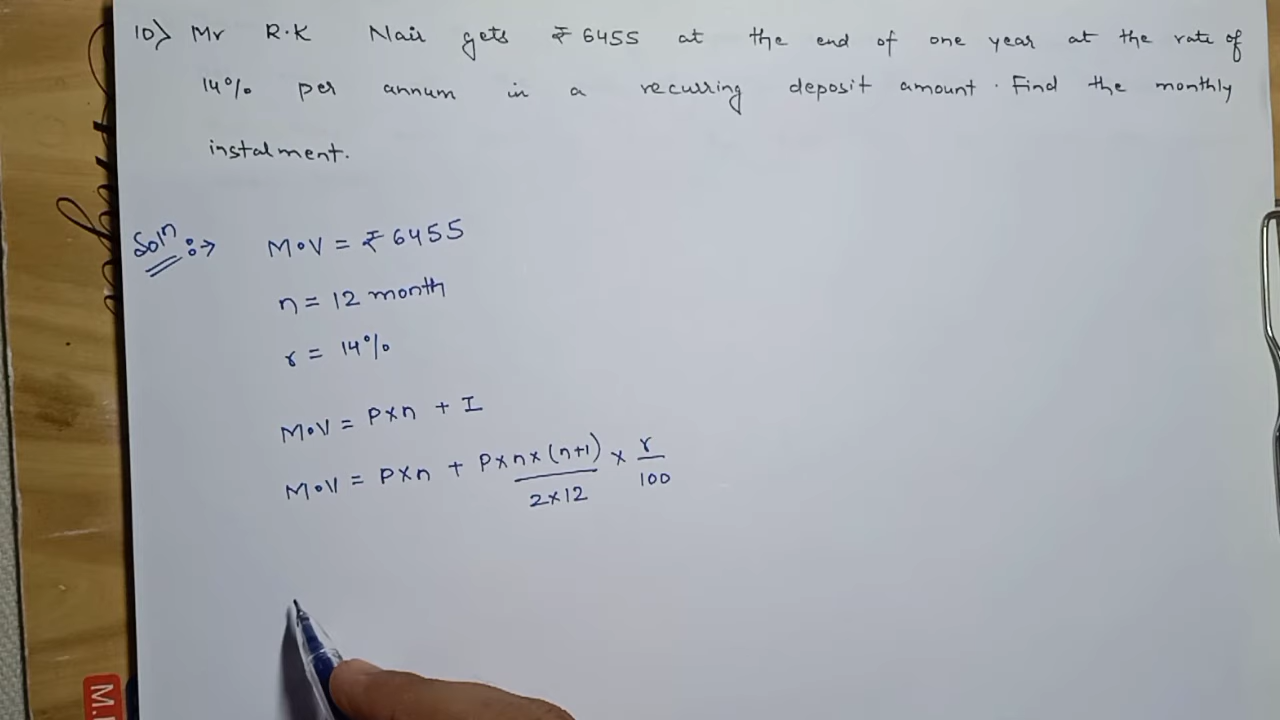 10) Mr R.K Nair gets ₹ 6455 at the end of one year at the rate of
14% per annum in a recurring deposit amount. Find the monthly
instalment.
Solⁿ :→ M.V = ₹ 6455
n = 12 month
r = 14%
M.V = P×n + I
M.V = P×n + P×n×(n+1)/2×12 × r/100